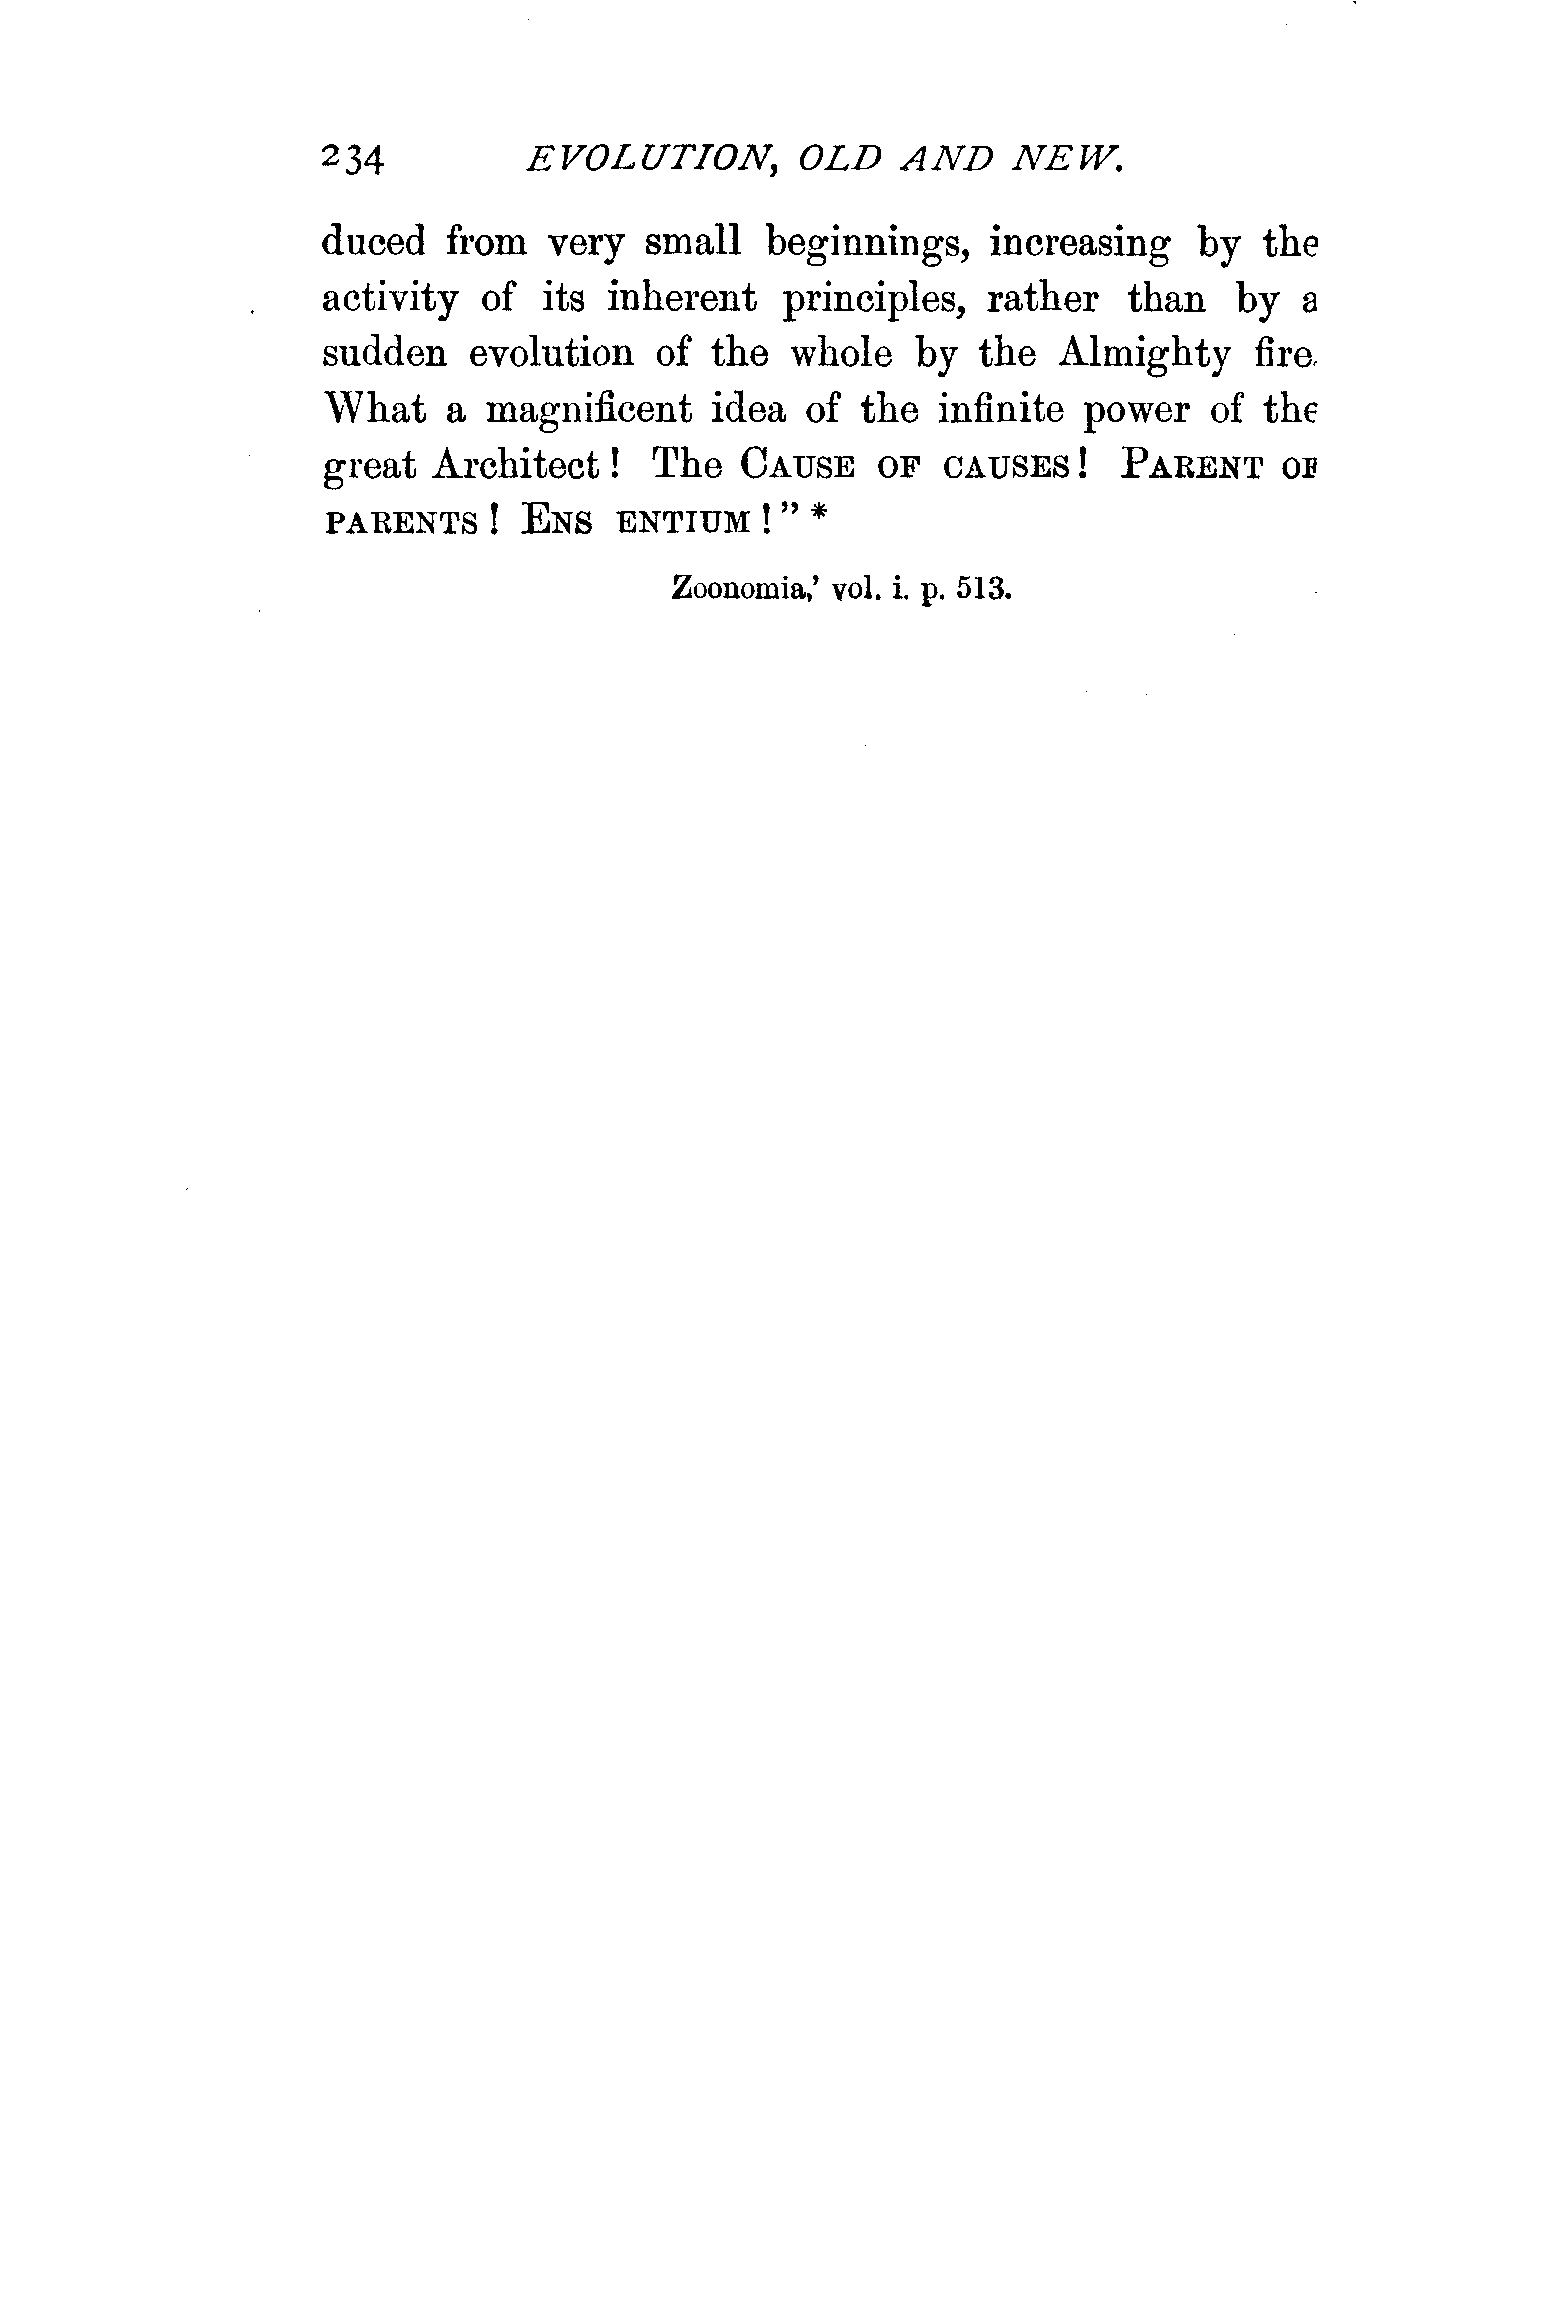 234 EVOLUTION, OLD AND NEW.
duced from very small beginnings, increasing by the
activity of its inherent principles, rather than by a
sudden evolution of the whole by the Almighty fire.
What a magnificent idea of the infinite power of the
great Architect! The CAUSE OF CAUSES! PARENT OF
PARENTS! ENS ENTIUM!" *
Zoonomia,' vol. i. p. 513.